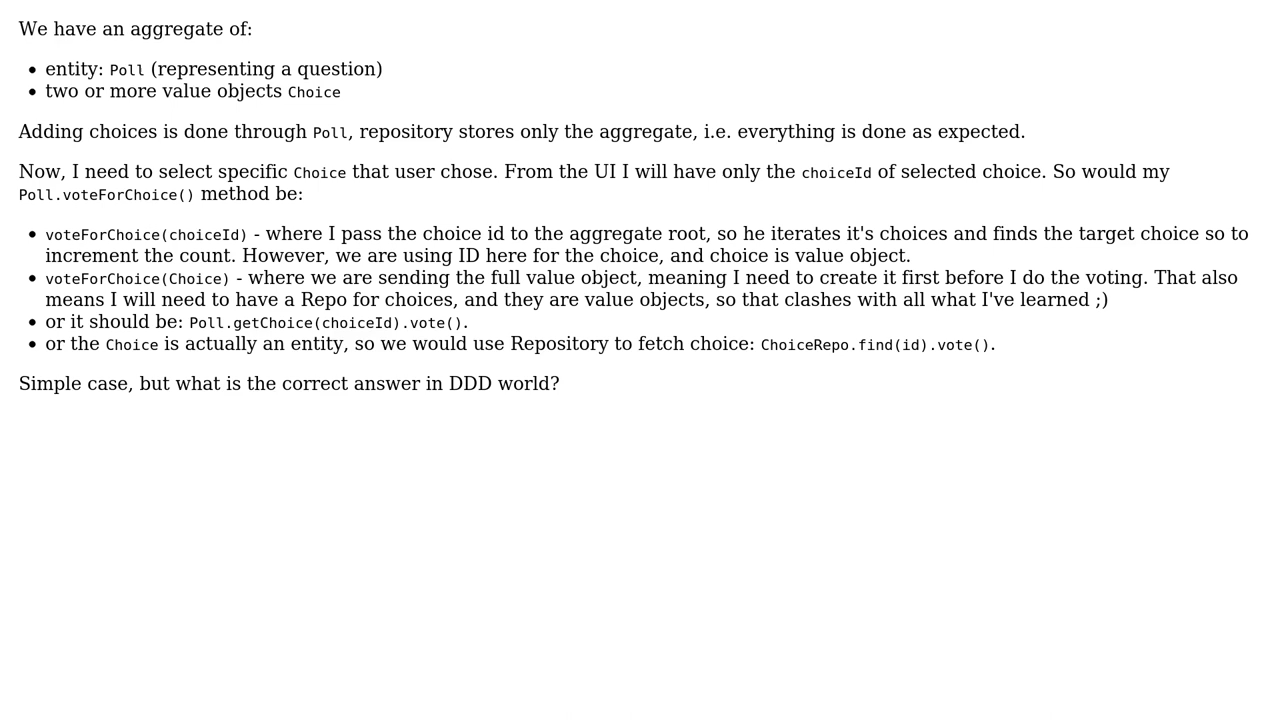 We have an aggregate of:
• entity: Poll (representing a question)
• two or more value objects Choice
Adding choices is done through Poll, repository stores only the aggregate, i.e. everything is done as expected.
Now, I need to select specific Choice that user chose. From the UI I will have only the choiceId of selected choice. So would my
Poll.voteForChoice() method be:
• voteForChoice(choiceId) - where I pass the choice id to the aggregate root, so he iterates it's choices and finds the target choice so to
increment the count. However, we are using ID here for the choice, and choice is value object.
• voteForChoice(Choice) - where we are sending the full value object, meaning I need to create it first before I do the voting. That also
means I will need to have a Repo for choices, and they are value objects, so that clashes with all what I've learned ;)
• or it should be: Poll.getChoice(choiceId).vote().
• or the Choice is actually an entity, so we would use Repository to fetch choice: ChoiceRepo.find(id).vote().
Simple case, but what is the correct answer in DDD world?